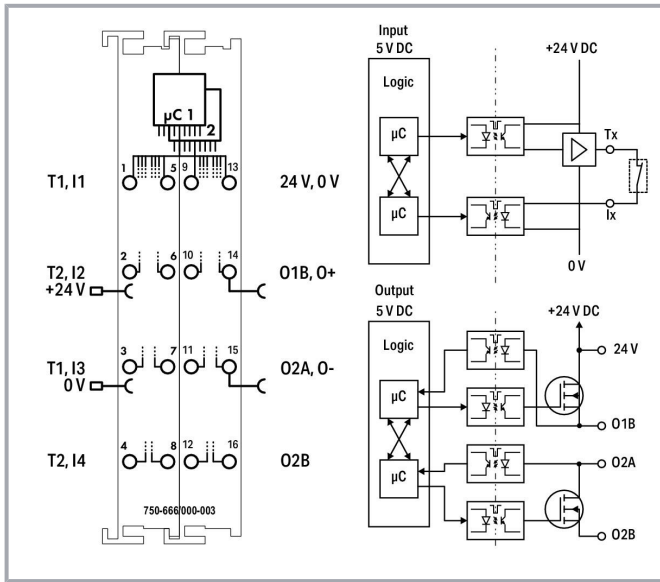 µC 1
2
1
5
9
13
T1, I1
24 V, 0 V
2
6
10
14
T2, I2
+24 V
O1B, O+
3
7
11
15
T1, I3
0 V
O2A, O-
4
8
12
16
T2, I4
O2B
750-666/000-003
Input
5 V DC
Logic
µC
µC
+24 V DC
Tx
Ix
0 V
Output
5 V DC
Logic
µC
µC
+24 V DC
24 V
O1B
O2A
O2B